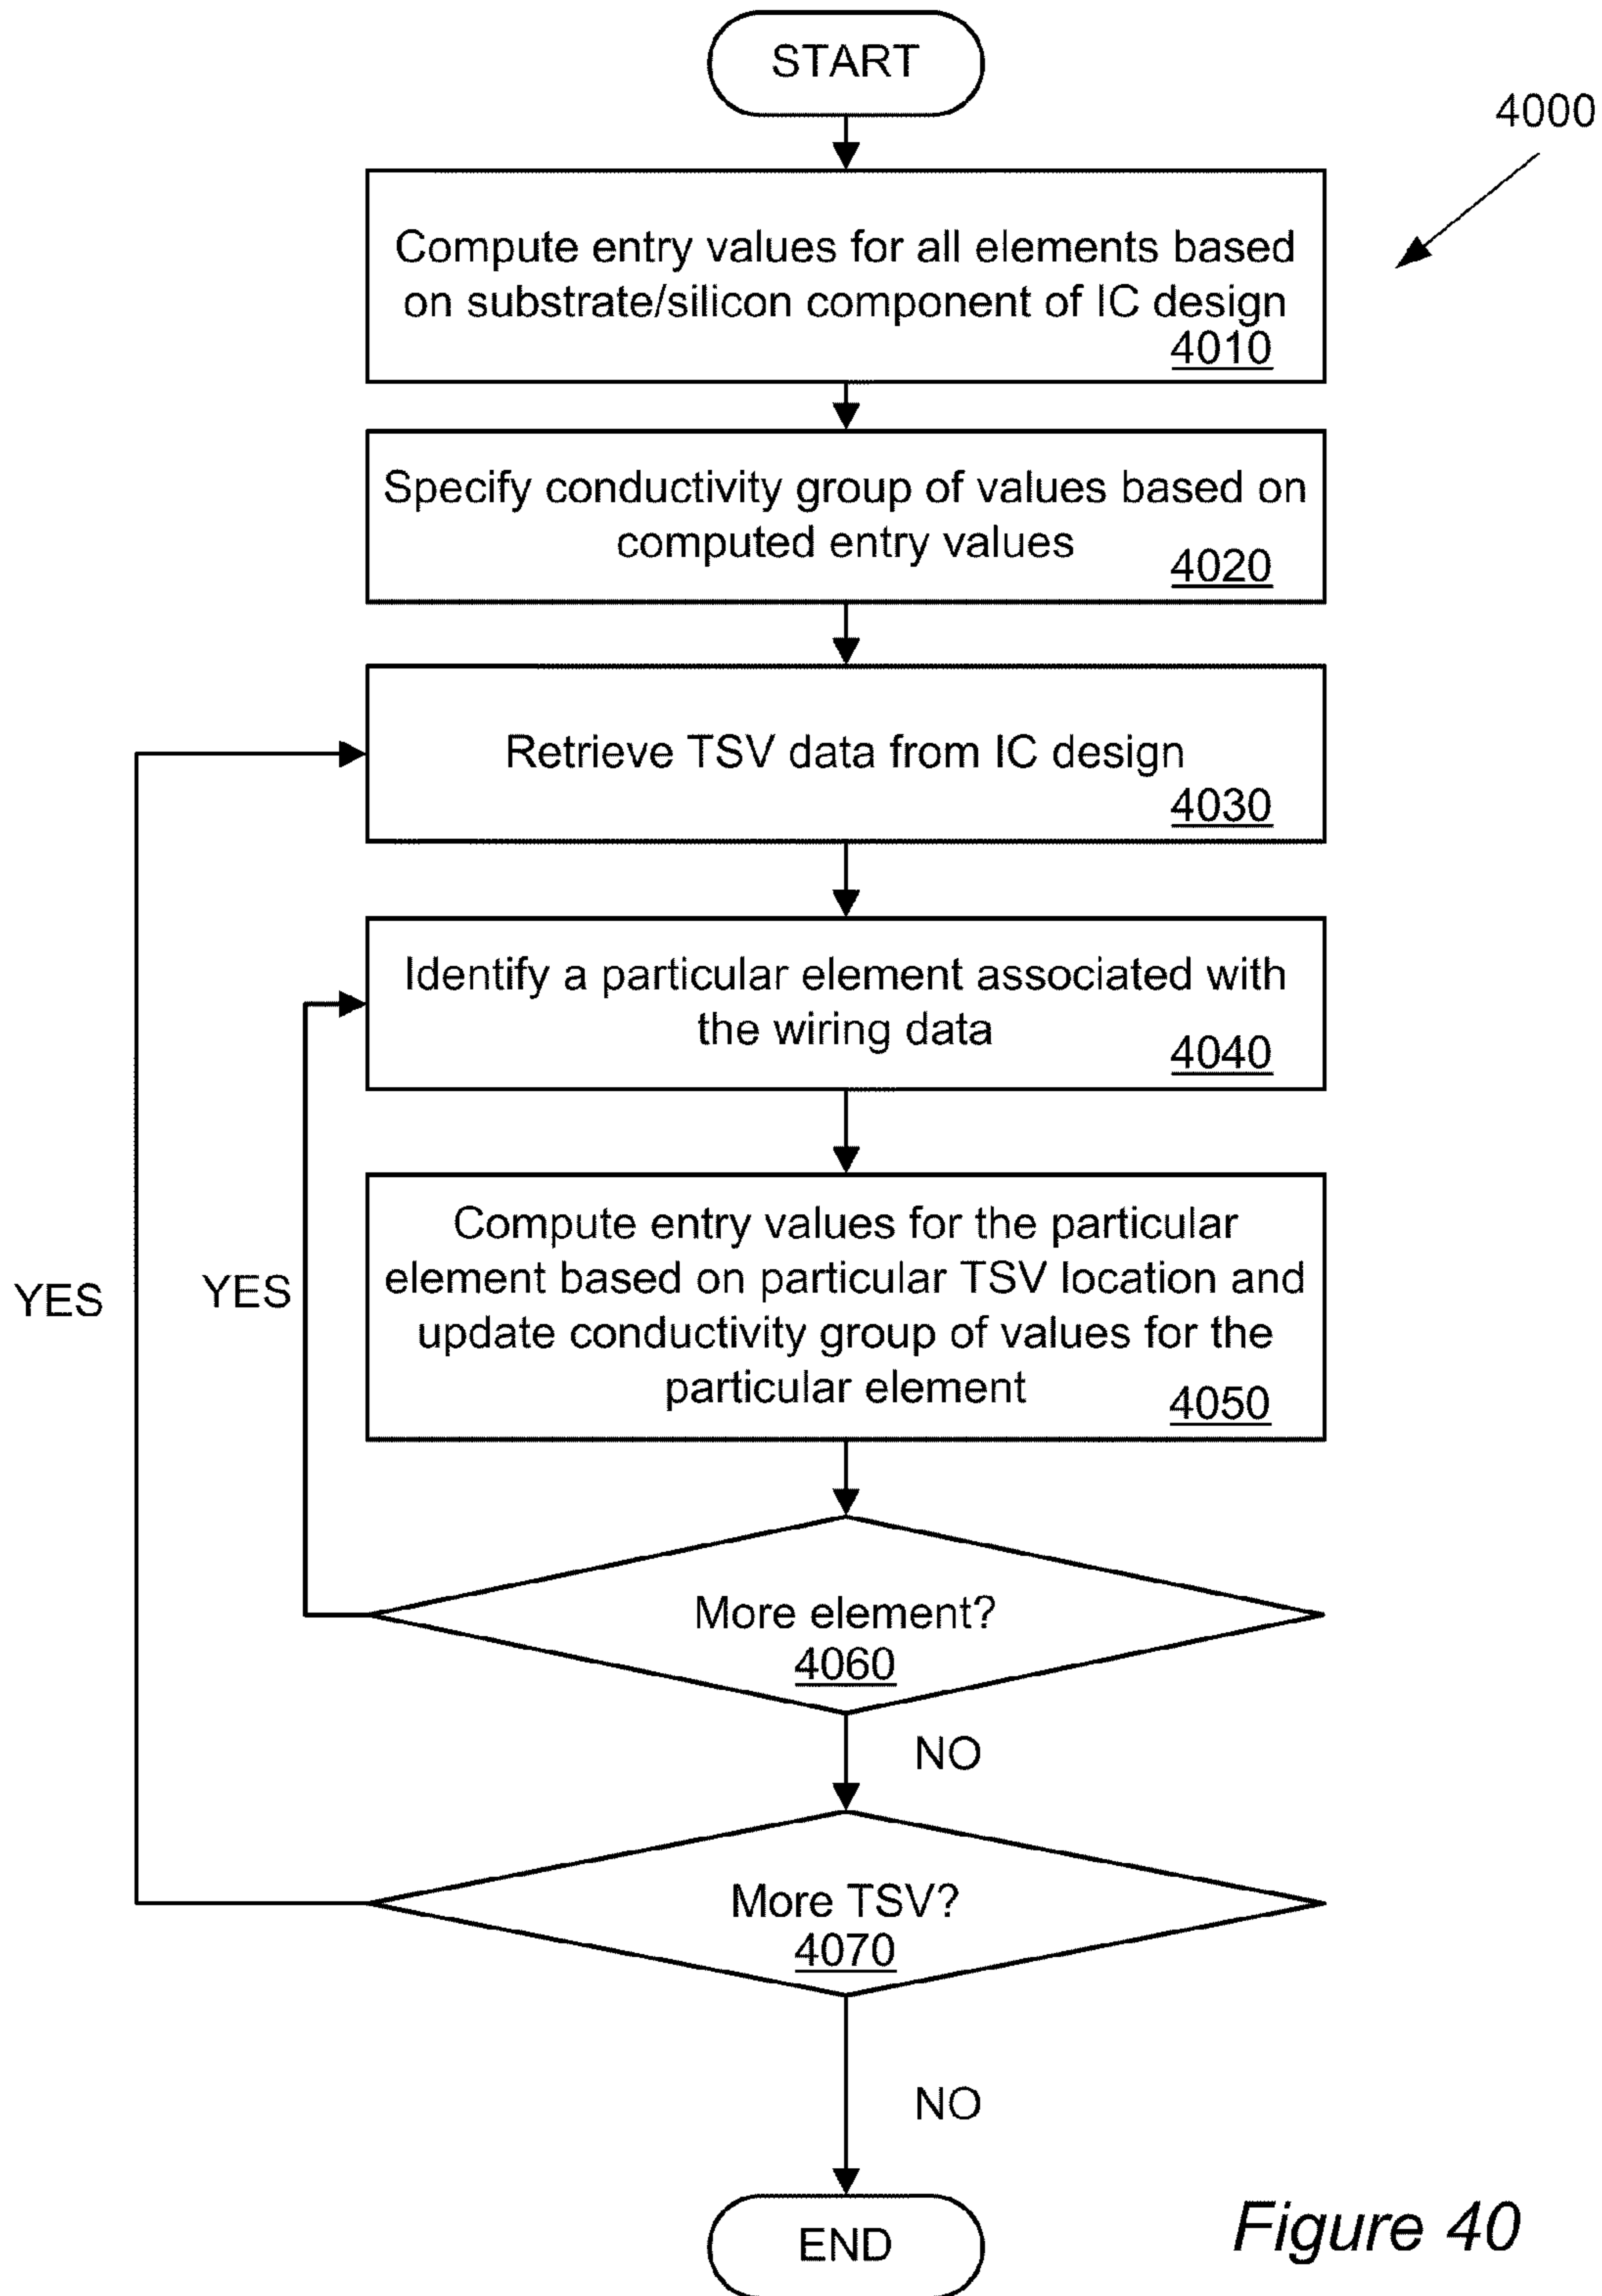 START
4000
Compute entry values for all elements based
on substrate/silicon component of IC design
4010
Specify conductivity group of values based on
computed entry values
4020
Retrieve TSV data from IC design
4030
Identify a particular element associated with
the wiring data
4040
Compute entry values for the particular
element based on particular TSV location and
update conductivity group of values for the
particular element
4050
YES
YES
More element?
4060
NO
More TSV?
4070
NO
END
Figure 40